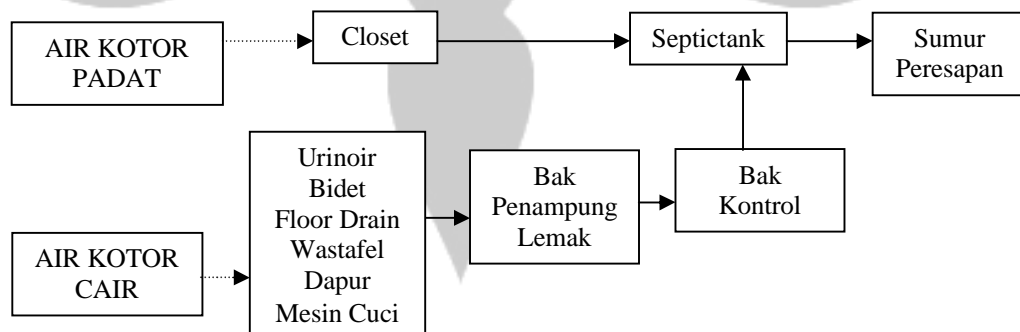 AIR KOTOR
PADAT
Closet
Septictank
Sumur
Peresapan
AIR KOTOR
CAIR
Urinoir
Bidet
Floor Drain
Wastafel
Dapur
Mesin Cuci
Bak
Penampung
Lemak
Bak
Kontrol